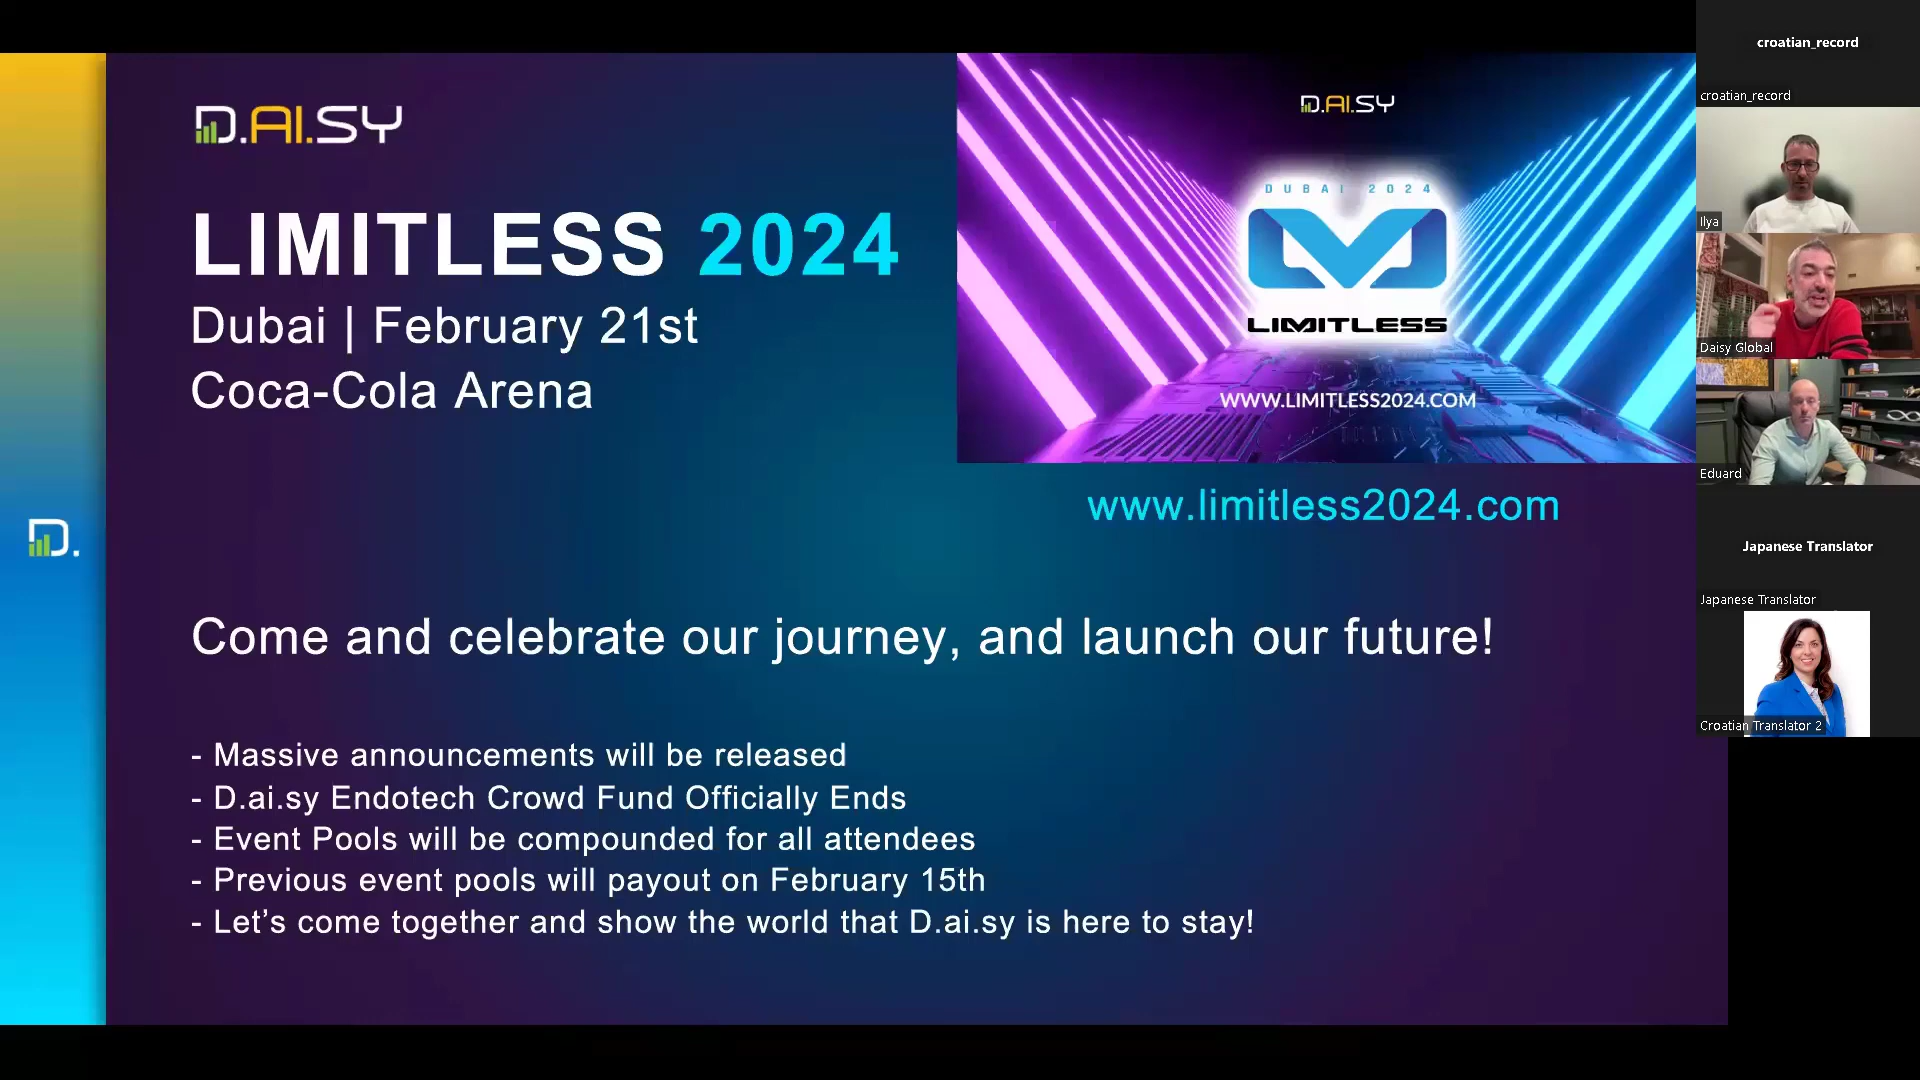 D.AI.SY
LIMITLESS 2024
Dubai | February 21st
Coca-Cola Arena
D.AI.SY
DUBAI 2024
LIMITLESS
WWW.LIMITLESS2024.COM
www.limitless2024.com
D.
Come and celebrate our journey, and launch our future!
- Massive announcements will be released
- D.ai.sy Endotech Crowd Fund Officially Ends
- Event Pools will be compounded for all attendees
- Previous event pools will payout on February 15th
- Let’s come together and show the world that D.ai.sy is here to stay!
croatian_record
croatian_record
Ilya
Daisy Global
Eduard
Japanese Translator
Japanese Translator
Croatian Translator 2